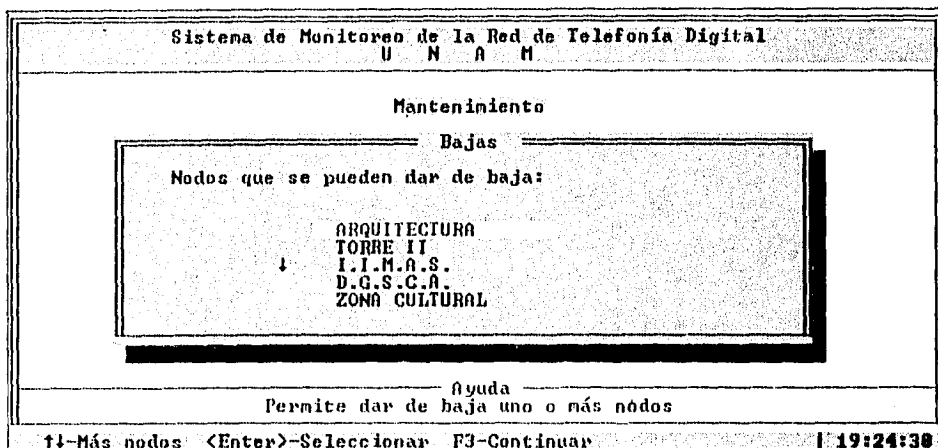 Sistema de Monitoreo de la Red de Telefonía Digital
U N A M
Mantenimiento
Bajas
Nodos que se pueden dar de baja:
ARQUITECTURA
TORRE II
↓ I.I.M.A.S.
D.G.S.C.A.
ZONA CULTURAL
Ayuda
Permite dar de baja uno o más nodos
↑↓-Más nodos <Enter>-Seleccionar F3-Continuar | 19:24:38